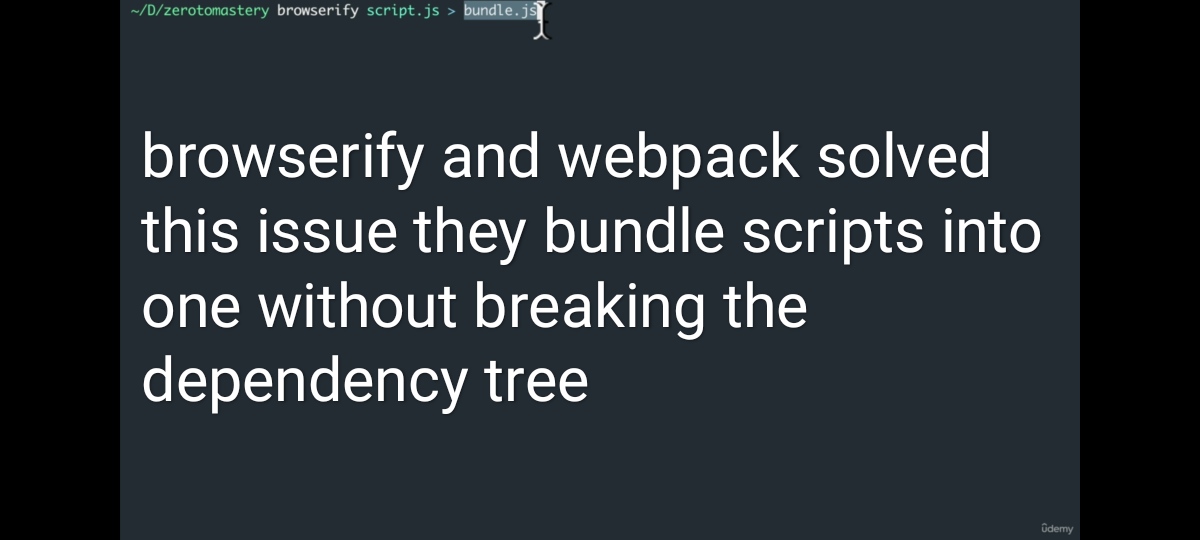 ~/D/zerotomastery browserify script.js > bundle.js
browserify and webpack solved
this issue they bundle scripts into
one without breaking the
dependency tree
ûdemy